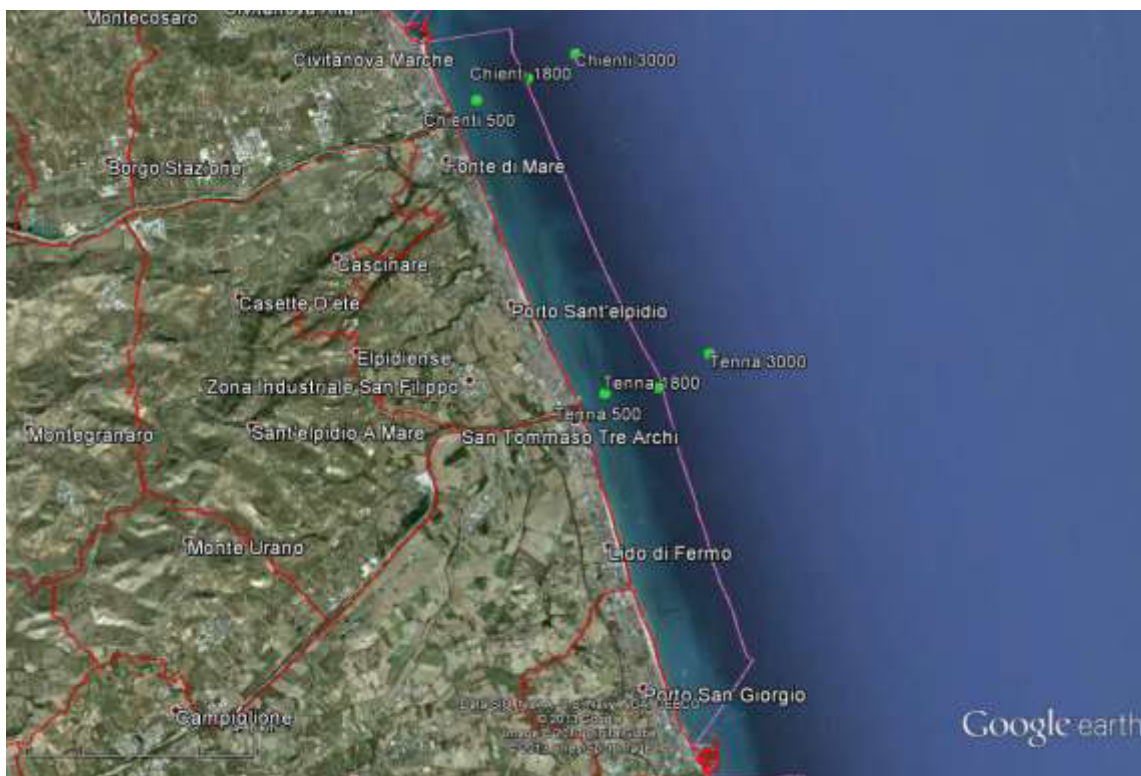 Montecosaro
Civitanova Alta
Civitanova Marche
Chienti 3000
Chienti 1800
Chienti 500
Fonte di Mare
Borgo Stazione
Cascinare
Casette D'ete
Porto Sant'elpidio
Elpidiense
Tenna 3000
Zona Industriale San Filippo
Tenna 1800
Tenna 500
Montegranaro
Sant'elpidio A Mare
San Tommaso Tre Archi
Monte Urano
Lido di Fermo
Porto San Giorgio
Campiglione
Google earth